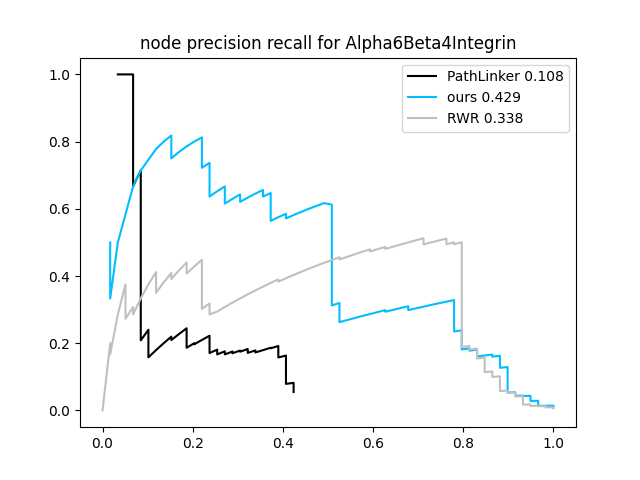 node precision recall for Alpha6Beta4Integrin
PathLinker 0.108
ours 0.429
RWR 0.338
1.0
0.8
0.6
0.4
0.2
0.0
0.0 0.2 0.4 0.6 0.8 1.0